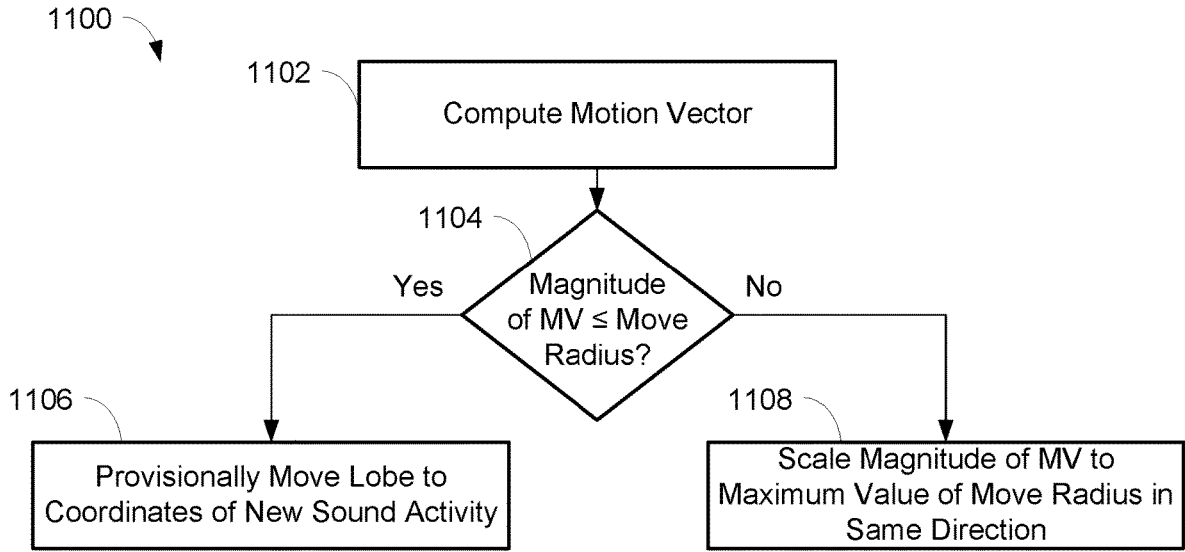 1100
1102
Compute Motion Vector
1104
Yes
Magnitude
of MV ≤ Move
Radius?
No
1106
Provisionally Move Lobe to
Coordinates of New Sound Activity
1108
Scale Magnitude of MV to
Maximum Value of Move Radius in
Same Direction